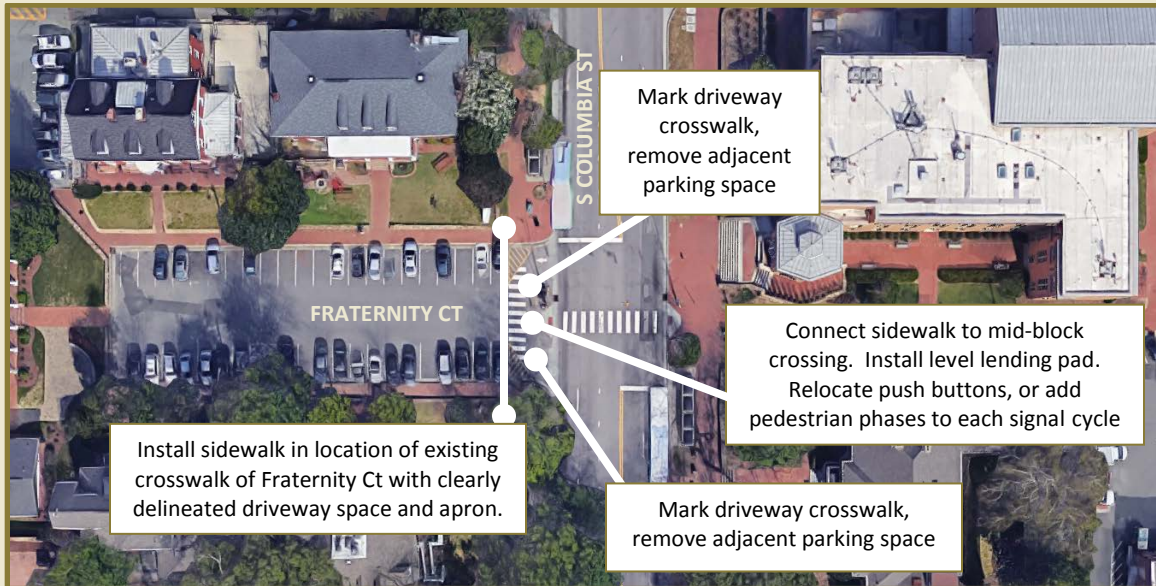 S COLUMBIA ST
Mark driveway
crosswalk,
remove adjacent
parking space
FRATERNITY CT
Connect sidewalk to mid-block
crossing.  Install level lending pad.
Relocate push buttons, or add
pedestrian phases to each signal cycle
Install sidewalk in location of existing
crosswalk of Fraternity Ct with clearly
delineated driveway space and apron.
Mark driveway crosswalk,
remove adjacent parking space